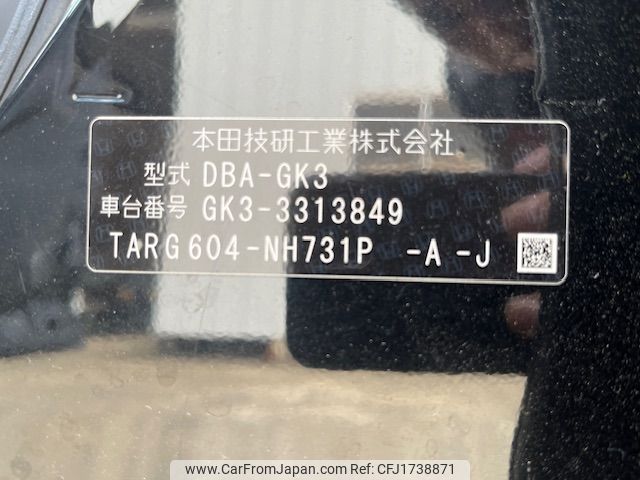 本田技研工業株式会社
型式 DBA-GK3
車台番号 GK3-3313849
TARG604-NH731P -A -J
www.CarFromJapan.com | ID: CFJ1738871